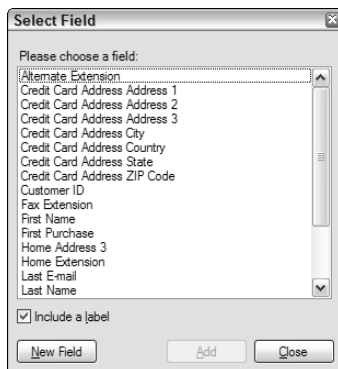 Select Field
Please choose a field:
Alternate Extension
Credit Card Address Address 1
Credit Card Address Address 2
Credit Card Address Address 3
Credit Card Address City
Credit Card Address Country
Credit Card Address State
Credit Card Address ZIP Code
Customer ID
Fax Extension
First Name
First Purchase
Home Address 3
Home Extension
Last E-mail
Last Name
Include a label
New Field Add Close